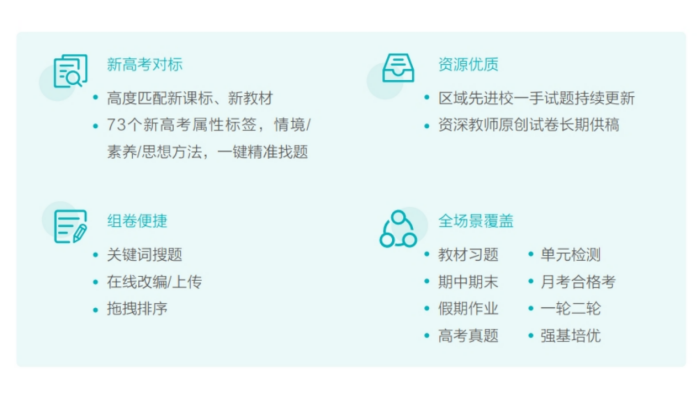 新高考对标
高度匹配新课标、新教材
73个新高考属性标签，情境/
素养/思想方法，一键精准找题
资源优质
区域先进校一手试题持续更新
资深教师原创试卷长期供稿
组卷便捷
关键词搜题
在线改编/上传
拖拽排序
全场景覆盖
教材习题
单元检测
期中期末
月考合格考
假期作业
一轮二轮
高考真题
强基培优